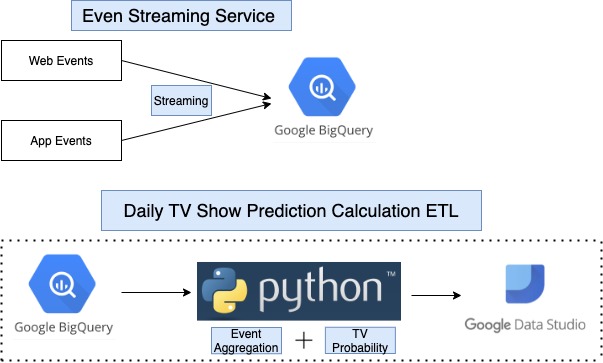 Even Streaming Service
Web Events
Streaming
App Events
Google BigQuery
Daily TV Show Prediction Calculation ETL
Google BigQuery
python™
Event
Aggregation
+
TV
Probability
Google Data Studio